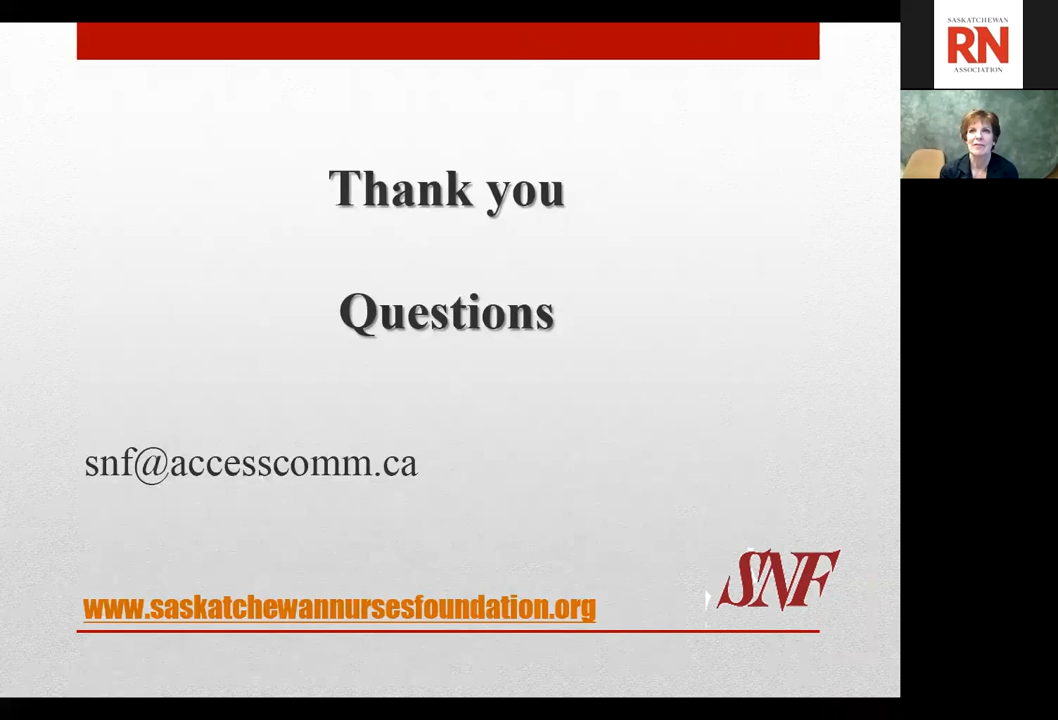 Thank you
Questions
snf@accesscomm.ca
www.saskatchewannursesfoundation.org
SNF
SASKATCHEWAN
RN
ASSOCIATION